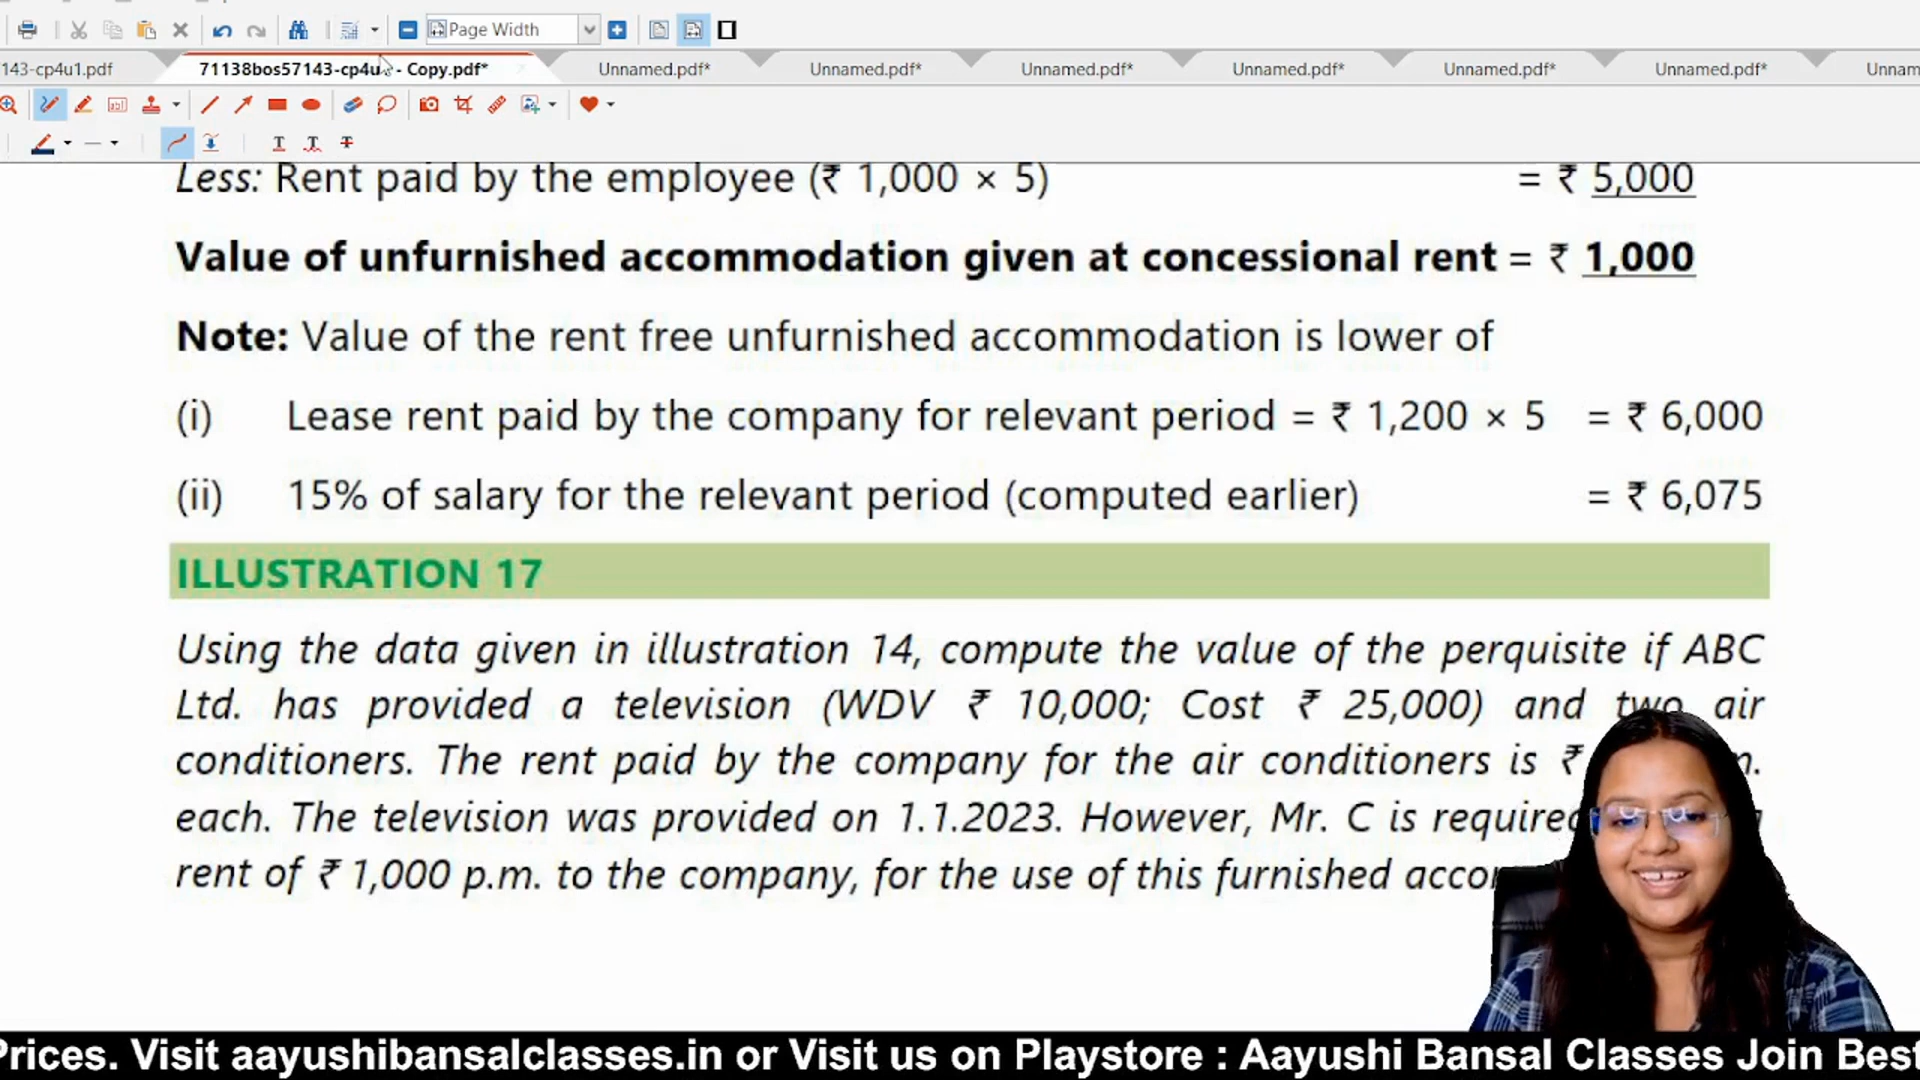 Page Width
143-cp4u1.pdf
71138bos57143-cp4u - Copy.pdf*
Unnamed.pdf*
Unnamed.pdf*
Unnamed.pdf*
Unnamed.pdf*
Unnamed.pdf*
Unnamed.pdf*
Unnam
Less: Rent paid by the employee (₹ 1,000 × 5) = ₹ 5,000
Value of unfurnished accommodation given at concessional rent = ₹ 1,000
Note: Value of the rent free unfurnished accommodation is lower of
(i) Lease rent paid by the company for relevant period = ₹ 1,200 × 5 = ₹ 6,000
(ii) 15% of salary for the relevant period (computed earlier) = ₹ 6,075
ILLUSTRATION 17
Using the data given in illustration 14, compute the value of the perquisite if ABC
Ltd. has provided a television (WDV ₹ 10,000; Cost ₹ 25,000) and two air
conditioners. The rent paid by the company for the air conditioners is ₹
each. The television was provided on 1.1.2023. However, Mr. C is required
rent of ₹ 1,000 p.m. to the company, for the use of this furnished accom
Prices. Visit aayushibansalclasses.in or Visit us on Playstore : Aayushi Bansal Classes Join Best